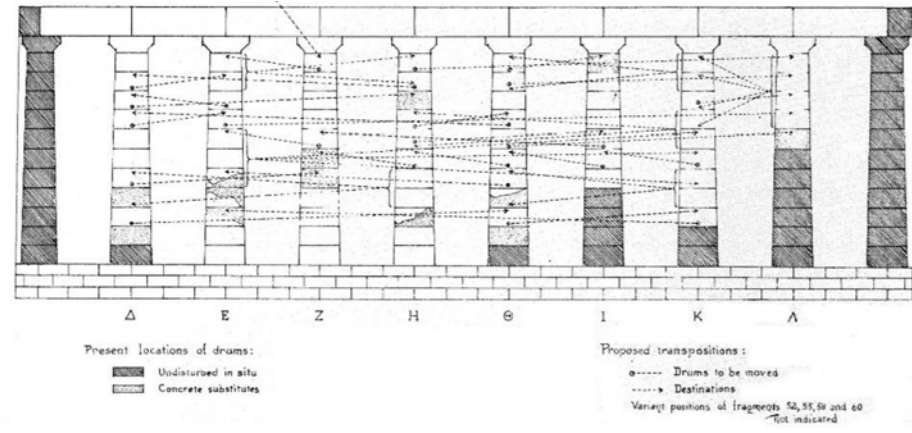 Δ Ε Ζ Η Θ Ι Κ Λ
Present locations of drums:
Undisturbed in situ
Concrete substitutes
Proposed transpositions:
Drums to be moved
Destinations
Variant positions of fragments 52, 55, 58 and 60
not indicated